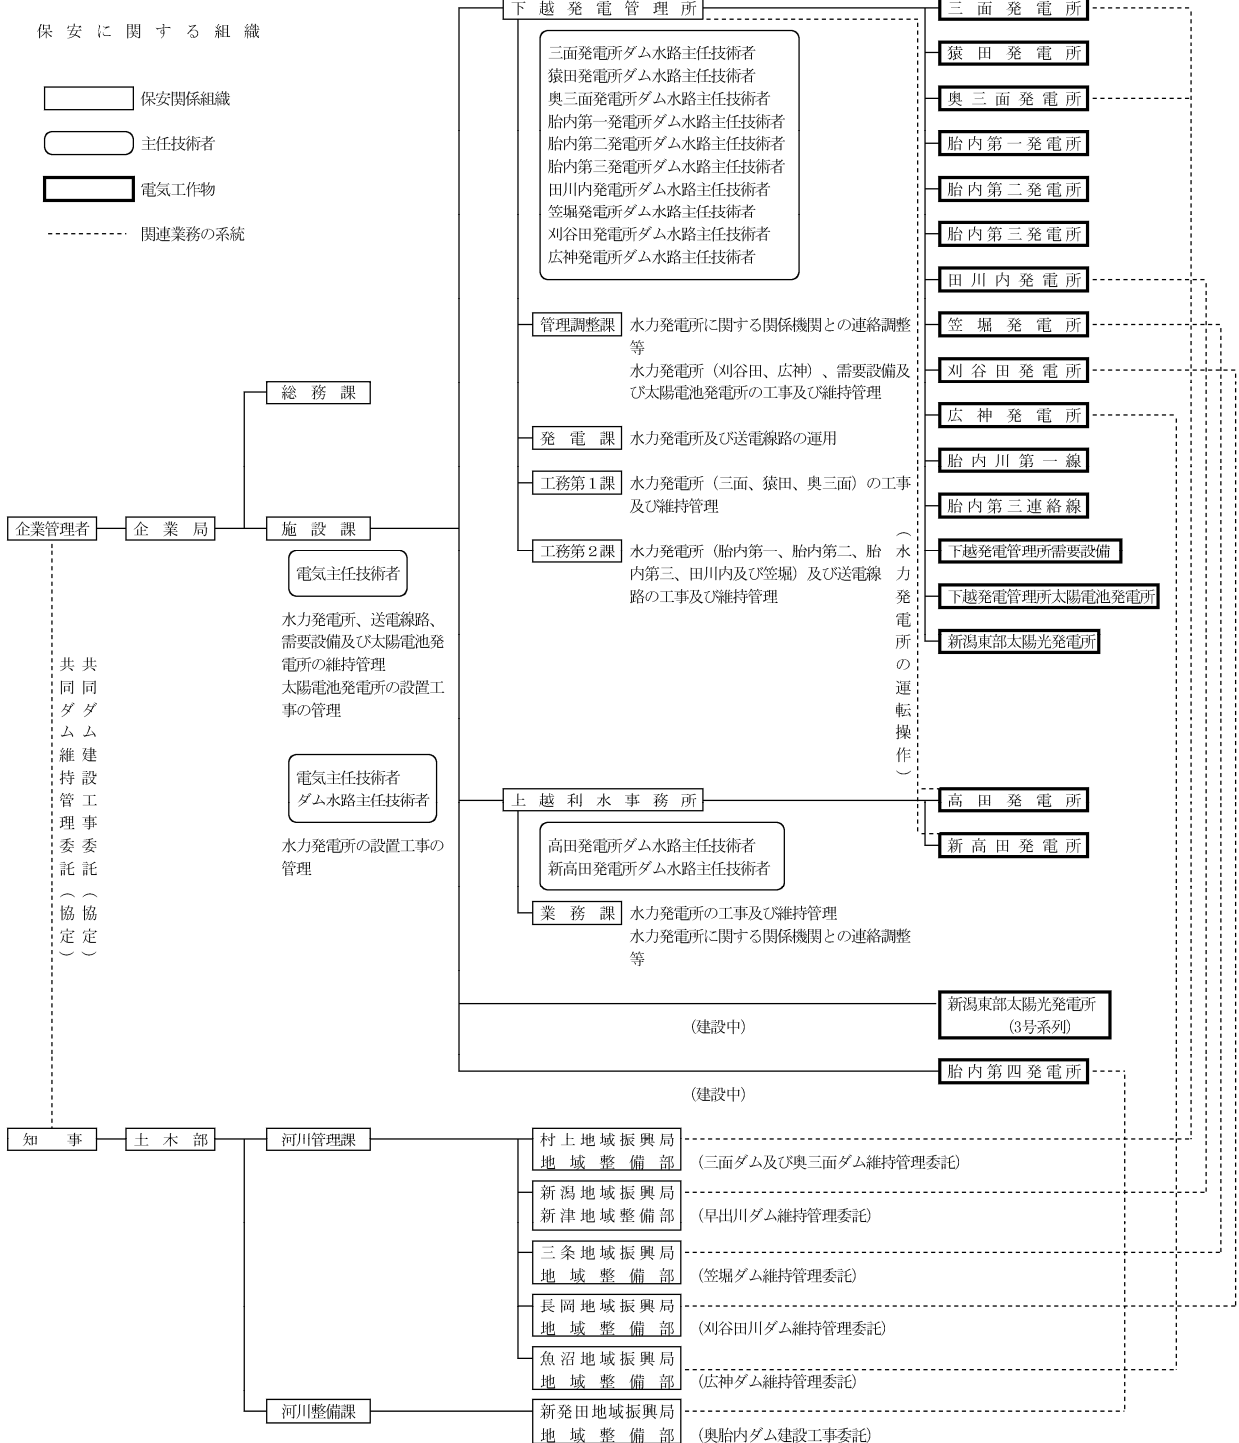 保安に関する組織
保安関係組織
主任技術者
電気工作物
関連業務の系統
企業管理者
企業局
総務課
施設課
電気主任技術者
水力発電所、送電線路、
需要設備及び太陽電池発
電所の維持管理
太陽電池発電所の設置工
事の管理
電気主任技術者
ダム水路主任技術者
水力発電所の設置工事の
管理
共同ダム建設工事委託(協定)
共同ダム維持管理委託(協定)
下越発電管理所
三面発電所ダム水路主任技術者
猿田発電所ダム水路主任技術者
奥三面発電所ダム水路主任技術者
胎内第一発電所ダム水路主任技術者
胎内第二発電所ダム水路主任技術者
胎内第三発電所ダム水路主任技術者
田川内発電所ダム水路主任技術者
笠堀発電所ダム水路主任技術者
刈谷田発電所ダム水路主任技術者
広神発電所ダム水路主任技術者
管理調整課
水力発電所に関する関係機関との連絡調整
等
水力発電所(刈谷田、広神)、需要設備及
び太陽電池発電所の工事及び維持管理
発電課
水力発電所及び送電線路の運用
工務第1課
水力発電所(三面、猿田、奥三面)の工事
及び維持管理
工務第2課
水力発電所(胎内第一、胎内第二、胎
内第三、田川内及び笠堀)及び送電線
路の工事及び維持管理
(水力発電所の運転操作)
三面発電所
猿田発電所
奥三面発電所
胎内第一発電所
胎内第二発電所
胎内第三発電所
田川内発電所
笠堀発電所
刈谷田発電所
広神発電所
胎内川第一線
胎内第三連絡線
下越発電管理所需要設備
下越発電管理所太陽電池発電所
新潟東部太陽光発電所
上越利水事務所
高田発電所ダム水路主任技術者
新高田発電所ダム水路主任技術者
業務課
水力発電所の工事及び維持管理
水力発電所に関する関係機関との連絡調整
等
高田発電所
新高田発電所
(建設中)
新潟東部太陽光発電所
(3号系列)
(建設中)
胎内第四発電所
知事
土木部
河川管理課
村上地域振興局
地域整備部
(三面ダム及び奥三面ダム維持管理委託)
新潟地域振興局
新津地域整備部
(早出川ダム維持管理委託)
三条地域振興局
地域整備部
(笠堀ダム維持管理委託)
長岡地域振興局
地域整備部
(刈谷田川ダム維持管理委託)
魚沼地域振興局
地域整備部
(広神ダム維持管理委託)
河川整備課
新発田地域振興局
地域整備部
(奥胎内ダム建設工事委託)